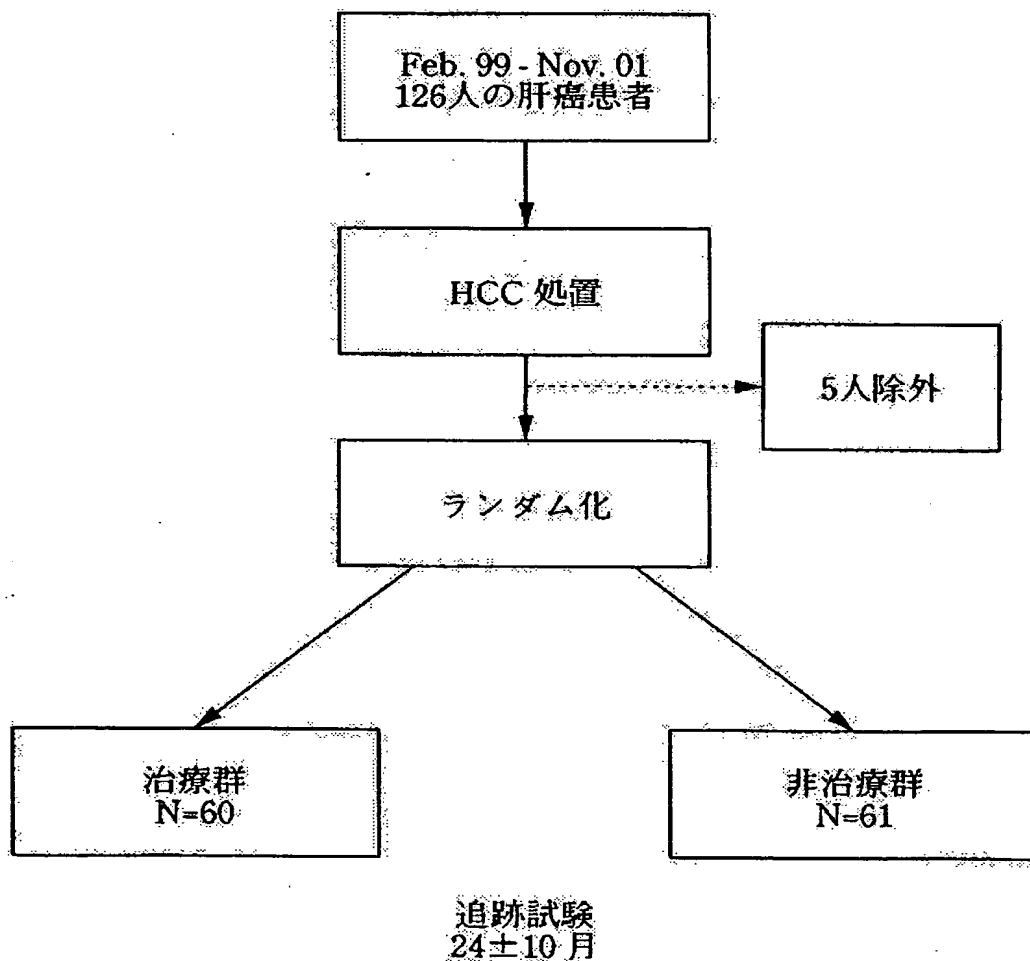 Feb. 99 - Nov. 01
126人の肝癌患者
HCC 処置
5人除外
ランダム化
治療群
N=60
非治療群
N=61
追跡試験
24±10 月